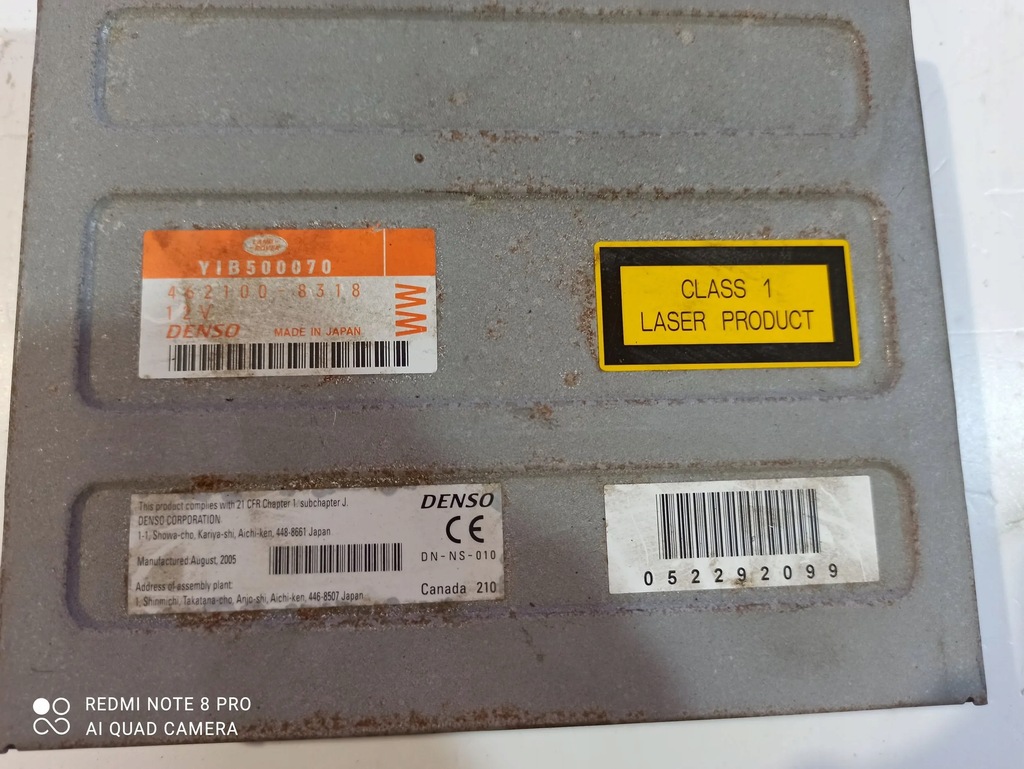 LAND
ROVER
YIB500070
462100-8318
12V
DENSO MADE IN JAPAN
WW
CLASS 1
LASER PRODUCT
This product complies with 21 CFR Chapter 1. subchapter J.
DENSO CORPORATION
1-1, Showa-cho, Kariya-shi, Aichi-ken, 448-8661 Japan
Manufactured August, 2005
Address of assembly plant:
1, Shinmichi, Takatana-cho, Anjo-shi, Aichi-ken, 446-8507 Japan
DENSO
CE
DN-NS-010
Canada 210
052292099
REDMI NOTE 8 PRO
AI QUAD CAMERA